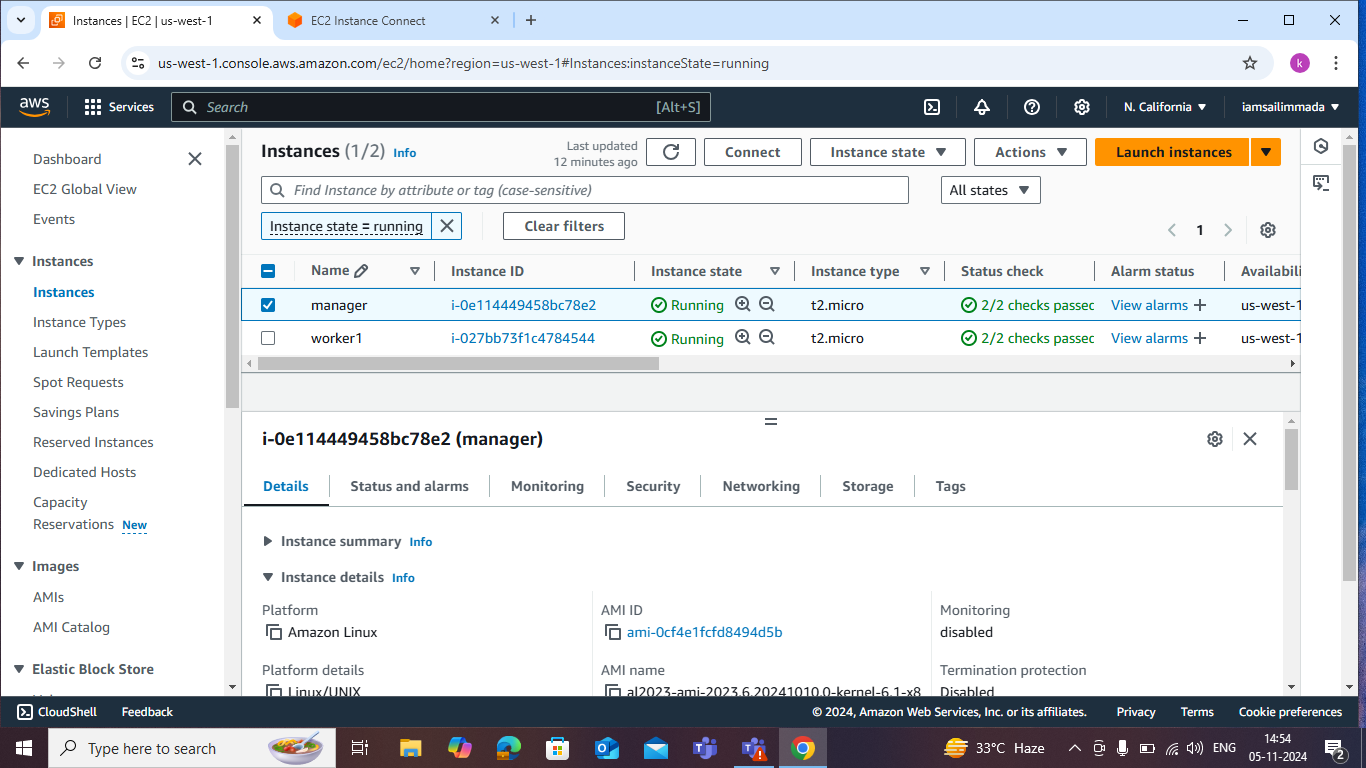 Instances | EC2 | us-west-1
EC2 Instance Connect
us-west-1.console.aws.amazon.com/ec2/home?region=us-west-1#Instances:instanceState=running
k
aws
Services
Search
[Alt+S]
N. California
iamsailimmada
Dashboard
EC2 Global View
Events
Instances
Instances
Instance Types
Launch Templates
Spot Requests
Savings Plans
Reserved Instances
Dedicated Hosts
Capacity
Reservations New
Images
AMIs
AMI Catalog
Elastic Block Store
Instances (1/2) Info
Last updated
12 minutes ago
Connect
Instance state
Actions
Launch instances
Find Instance by attribute or tag (case-sensitive)
All states
Instance state = running
Clear filters
1
Name Instance ID Instance state Instance type Status check Alarm status Availabili
manager i-0e114449458bc78e2 Running t2.micro 2/2 checks passec View alarms + us-west-1
worker1 i-027bb73f1c4784544 Running t2.micro 2/2 checks passec View alarms + us-west-1
i-0e114449458bc78e2 (manager)
Details Status and alarms Monitoring Security Networking Storage Tags
Instance summary Info
Instance details Info
Platform
Amazon Linux
AMI ID
ami-0cf4e1fcfd8494d5b
Monitoring
disabled
Platform details
Linux/UNIX
AMI name
al2023-ami-2023.6.20241010.0-kernel-6.1-x8
Termination protection
Disabled
CloudShell Feedback
© 2024, Amazon Web Services, Inc. or its affiliates. Privacy Terms Cookie preferences
Type here to search
33°C Haze
ENG
14:54
05-11-2024
2